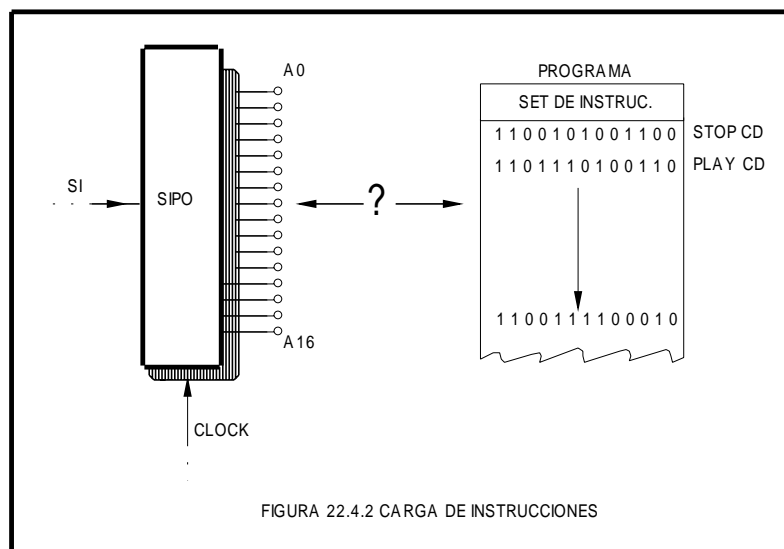 A0
SI
SIPO
A16
CLOCK
?
PROGRAMA
SET DE INSTRUC.
1 1 0 0 1 0 1 0 0 1 1 0 0 STOP CD
1 1 0 1 1 1 0 1 0 0 1 1 0 PLAY CD
1 1 0 0 1 1 1 1 0 0 0 1 0
FIGURA 22.4.2 CARGA DE INSTRUCCIONES